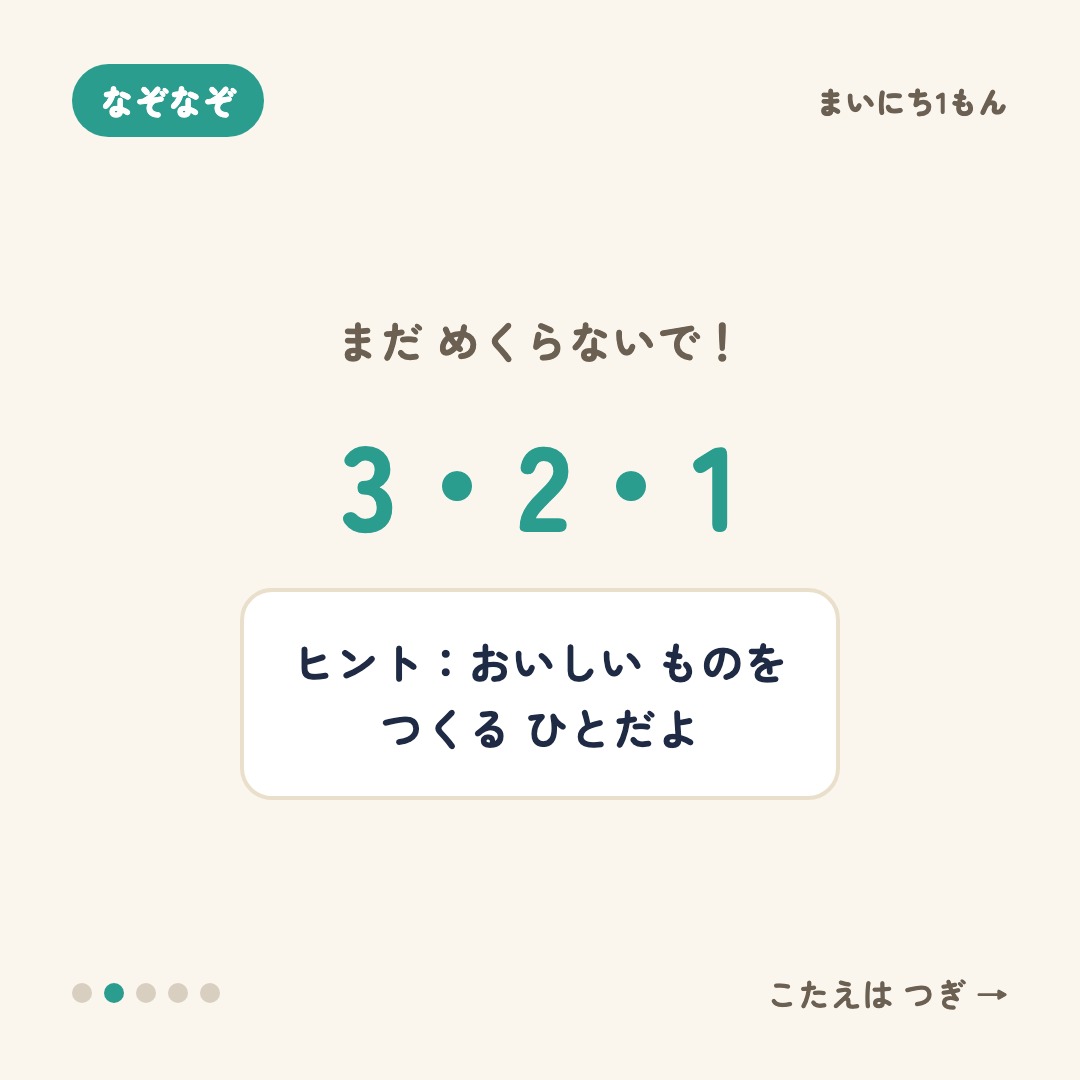 なぞなぞ
まいにち1もん
まだ めくらないで！
3・2・1
ヒント：おいしい ものを
つくる ひとだよ
こたえは つぎ →